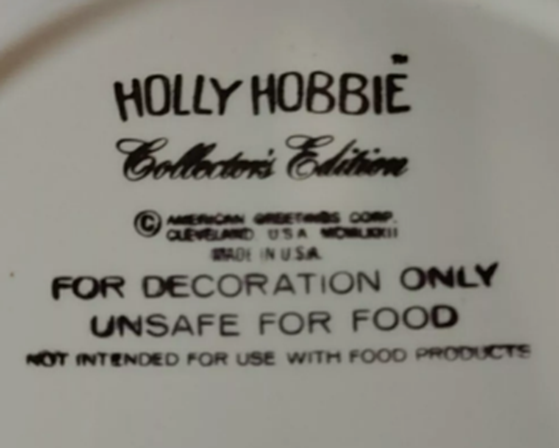 HOLLY HOBBIE™
Collector's Edition
© AMERICAN GREETINGS CORP.
CLEVELAND USA MCMLXXII
MADE IN U.S.A.
FOR DECORATION ONLY
UNSAFE FOR FOOD
NOT INTENDED FOR USE WITH FOOD PRODUCTS